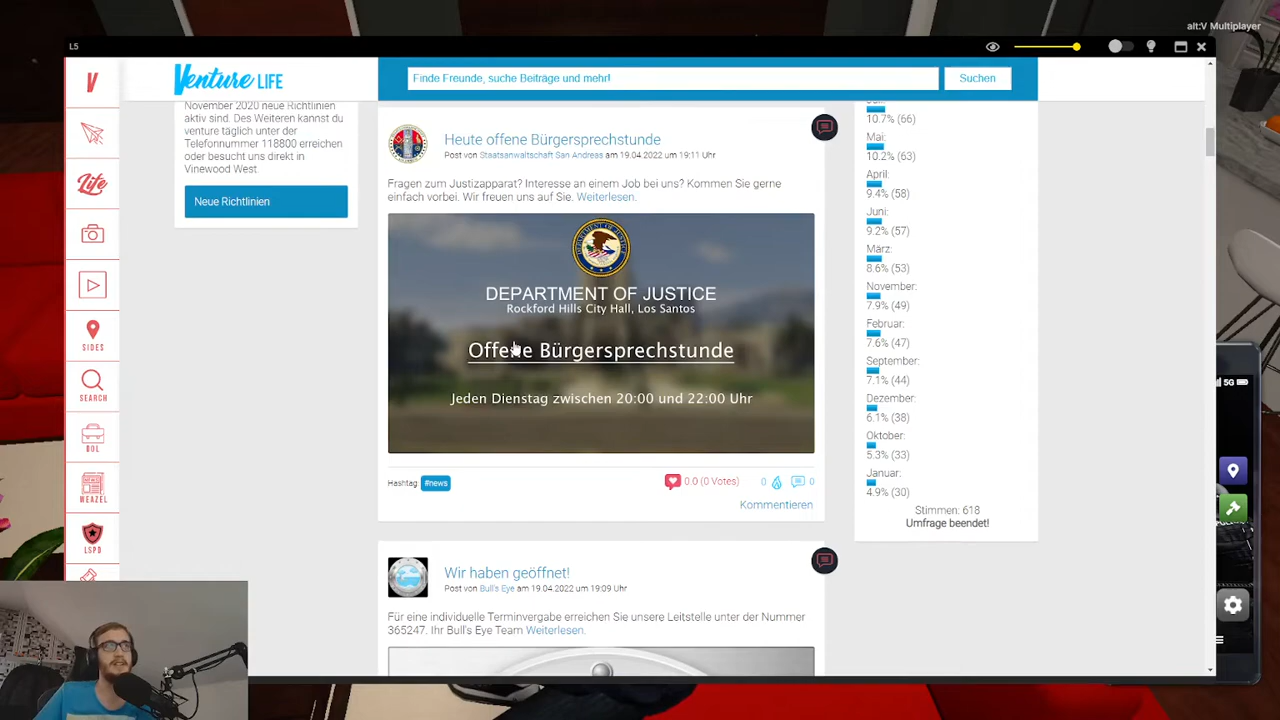 alt:V Multiplayer
L5
Venture LIFE
Finde Freunde, suche Beiträge und mehr!
Suchen
November 2020 neue Richtlinien
aktiv sind. Des Weiteren kannst du
venture täglich unter der
Telefonnummer 118800 erreichen
oder besucht uns direkt in
Vinewood West.
Neue Richtlinien
V
Life
SIDES
SEARCH
BOL
WEAZEL
LSPD
Heute offene Bürgersprechstunde
Post von Staatsanwaltschaft San Andreas am 19.04.2022 um 19:11 Uhr
Fragen zum Justizapparat? Interesse an einem Job bei uns? Kommen Sie gerne
einfach vorbei. Wir freuen uns auf Sie. Weiterlesen.
DEPARTMENT OF JUSTICE
Rockford Hills City Hall, Los Santos
Offene Bürgersprechstunde
Jeden Dienstag zwischen 20:00 und 22:00 Uhr
Hashtag: #news
0.0 (0 Votes)
0
0
Kommentieren
Wir haben geöffnet!
Post von Bull's Eye am 19.04.2022 um 19:09 Uhr
Für eine individuelle Terminvergabe erreichen Sie unsere Leitstelle unter der Nummer
365247. Ihr Bull's Eye Team Weiterlesen.
10.7% (66)
Mai:
10.2% (63)
April:
9.4% (58)
Juni:
9.2% (57)
März:
8.6% (53)
November:
7.9% (49)
Februar:
7.6% (47)
September:
7.1% (44)
Dezember:
6.1% (38)
Oktober:
5.3% (33)
Januar:
4.9% (30)
Stimmen: 618
Umfrage beendet!
5G